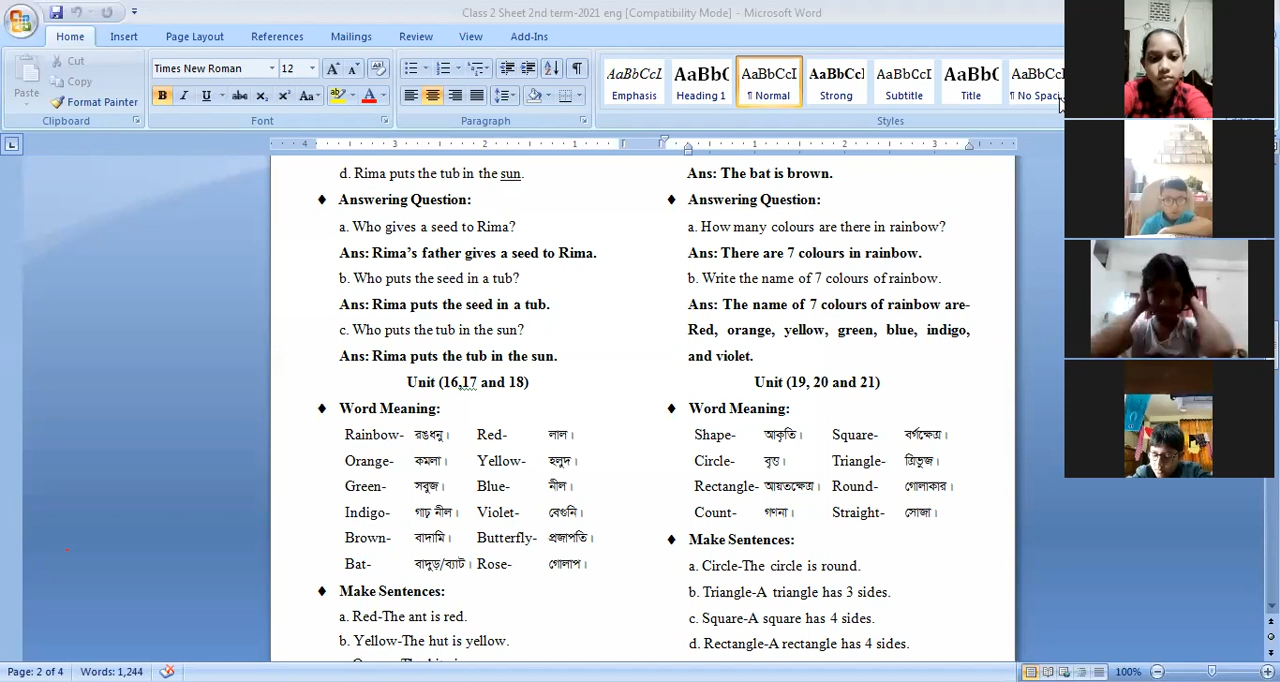 Class 2 Sheet 2nd term-2021 eng [Compatibility Mode] - Microsoft Word
Home Insert Page Layout References Mailings Review View Add-Ins
Cut
Copy
Paste
Format Painter
Clipboard
Times New Roman 12
Font
Paragraph
AaBbCcI AaBbC AaBbCcI AaBbCcl AaBbCcI AaBbC AaBbCcI
Emphasis Heading 1 ¶ Normal Strong Subtitle Title ¶ No Spaci
Styles
d. Rima puts the tub in the sun.
♦ Answering Question:
a. Who gives a seed to Rima?
Ans: Rima’s father gives a seed to Rima.
b. Who puts the seed in a tub?
Ans: Rima puts the seed in a tub.
c. Who puts the tub in the sun?
Ans: Rima puts the tub in the sun.
Unit (16,17 and 18)
♦ Word Meaning:
Rainbow- রঙধনু। Red- লাল।
Orange- কমলা। Yellow- হলুদ।
Green- সবুজ। Blue- নীল।
Indigo- গাঢ় নীল। Violet- বেগুনি।
Brown- বাদামি। Butterfly- প্রজাপতি।
Bat- বাদুড়/ব্যাট। Rose- গোলাপ।
♦ Make Sentences:
a. Red-The ant is red.
b. Yellow-The hut is yellow.
Ans: The bat is brown.
♦ Answering Question:
a. How many colours are there in rainbow?
Ans: There are 7 colours in rainbow.
b. Write the name of 7 colours of rainbow.
Ans: The name of 7 colours of rainbow are-
Red, orange, yellow, green, blue, indigo,
and violet.
Unit (19, 20 and 21)
♦ Word Meaning:
Shape- আকৃতি। Square- বর্গক্ষেত্র।
Circle- বৃত্ত। Triangle- ত্রিভুজ।
Rectangle- আয়তক্ষেত্র। Round- গোলাকার।
Count- গণনা। Straight- সোজা।
♦ Make Sentences:
a. Circle-The circle is round.
b. Triangle-A triangle has 3 sides.
c. Square-A square has 4 sides.
d. Rectangle-A rectangle has 4 sides.
Page: 2 of 4 Words: 1,244 100%